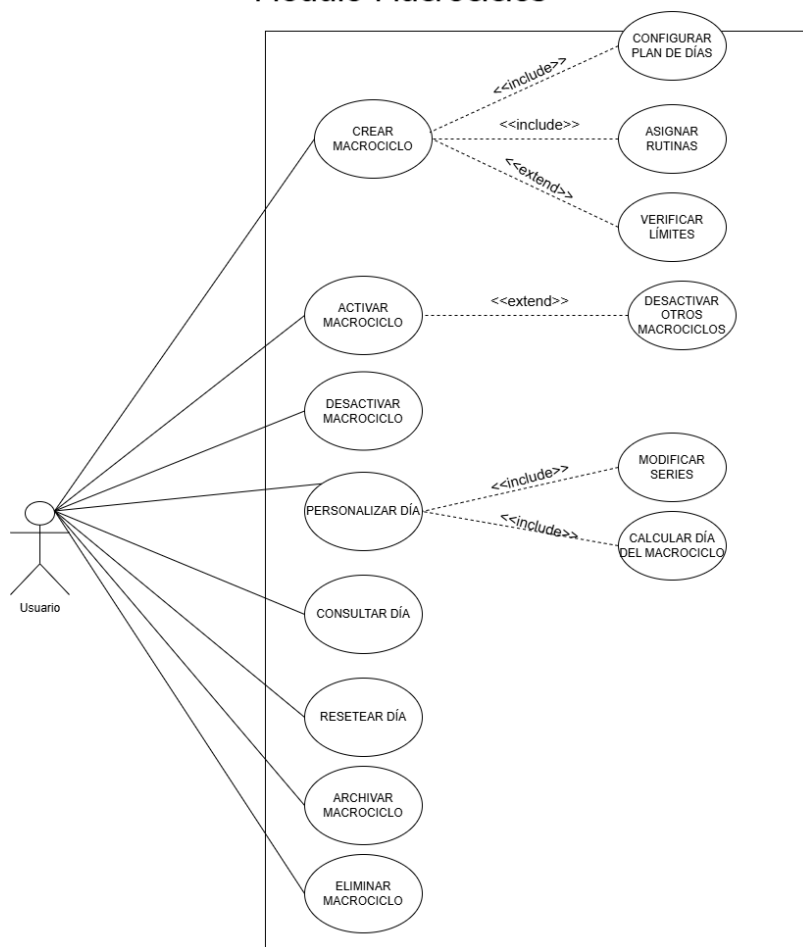 CONFIGURAR
PLAN DE DÍAS
<<include>>
CREAR
MACROCICLO
<<include>>
ASIGNAR
RUTINAS
<<extend>>
VERIFICAR
LÍMITES
ACTIVAR
MACROCICLO
<<extend>>
DESACTIVAR
OTROS
MACROCICLOS
DESACTIVAR
MACROCICLO
MODIFICAR
SERIES
<<include>>
PERSONALIZAR DÍA
<<include>>
CALCULAR DÍA
DEL MACROCICLO
Usuario
CONSULTAR DÍA
RESETEAR DÍA
ARCHIVAR
MACROCICLO
ELIMINAR
MACROCICLO